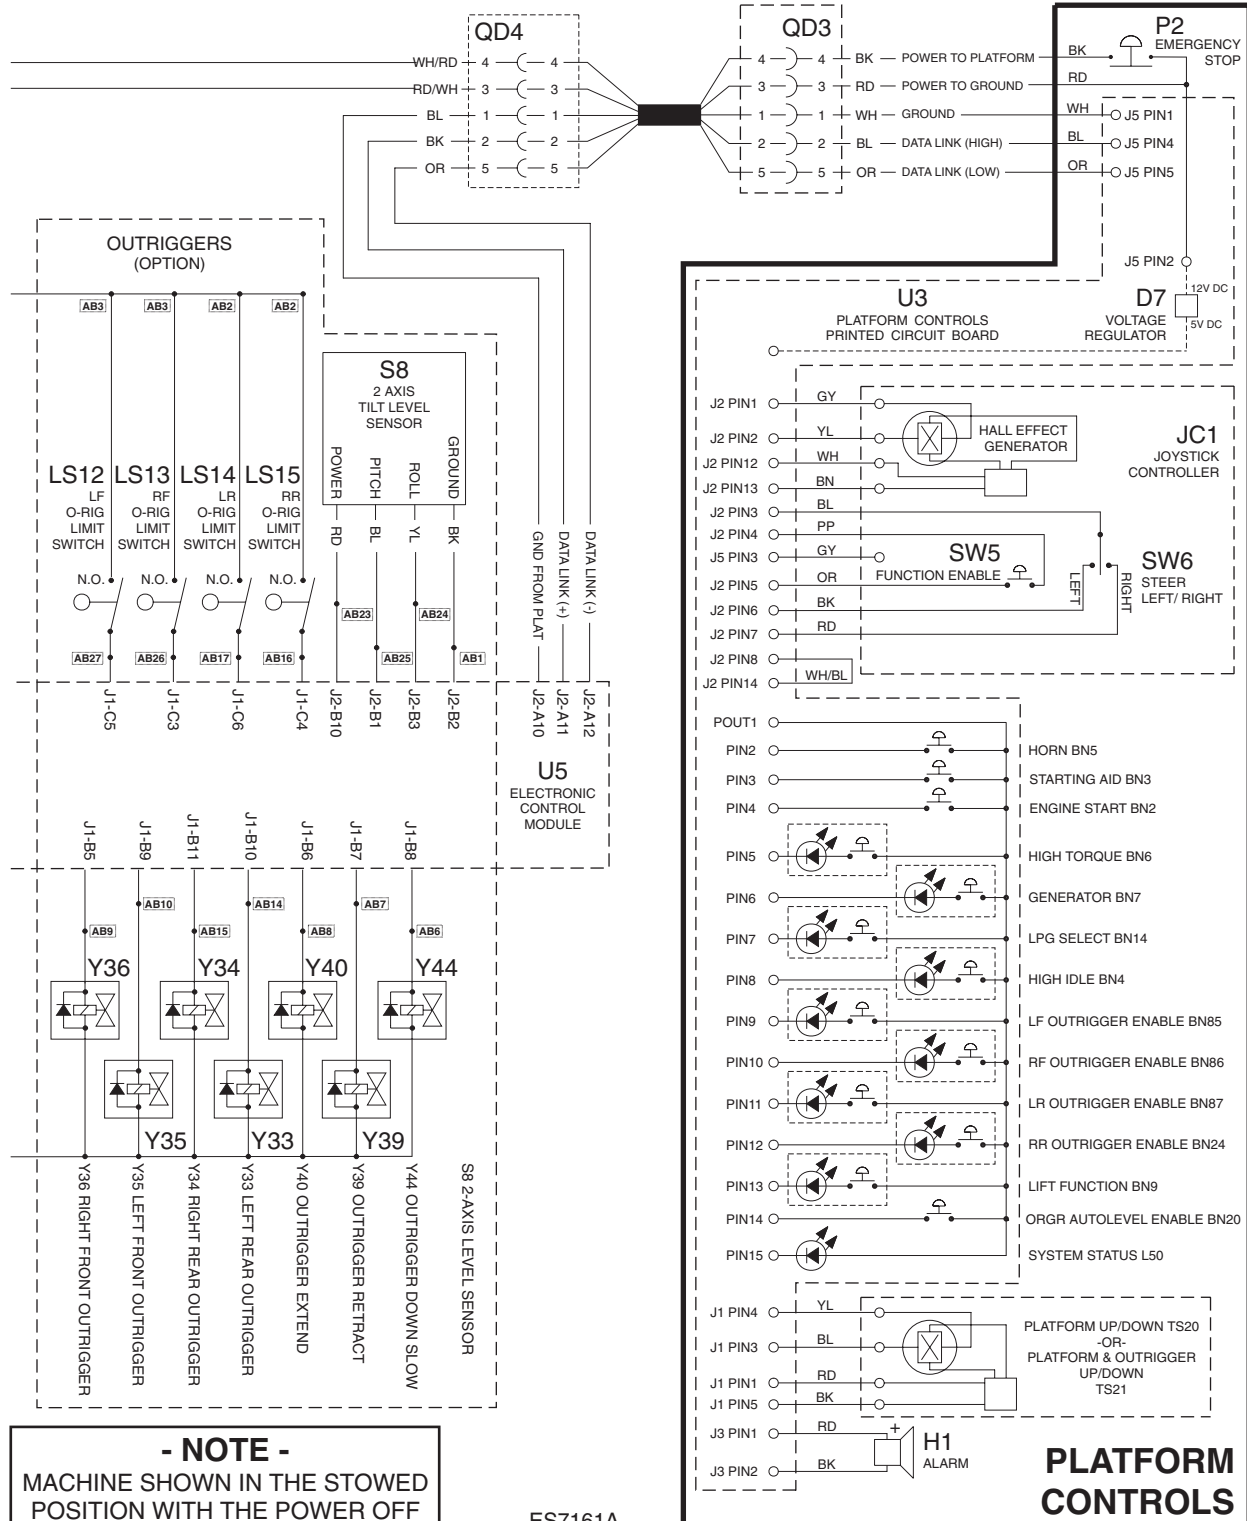 QD4
QD3
P2
EMERGENCY
STOP
WH/RD 4 4
RD/WH 3 3
BL 1 1
BK 2 2
OR 5 5
4 4 BK POWER TO PLATFORM BK
3 3 RD POWER TO GROUND RD
1 1 WH GROUND WH J5 PIN1
2 2 BL DATA LINK (HIGH) BL J5 PIN4
5 5 OR DATA LINK (LOW) OR J5 PIN5
J5 PIN2
12V DC
5V DC
D7
VOLTAGE
REGULATOR
U3
PLATFORM CONTROLS
PRINTED CIRCUIT BOARD
OUTRIGGERS
(OPTION)
AB3 AB3 AB2 AB2
S8
2 AXIS
TILT LEVEL
SENSOR
POWER PITCH ROLL GROUND
RD BL YL BK
LS12 LS13 LS14 LS15
LF RF LR RR
O-RIG O-RIG O-RIG O-RIG
LIMIT LIMIT LIMIT LIMIT
SWITCH SWITCH SWITCH SWITCH
N.O. N.O. N.O. N.O.
AB23 AB24
AB27 AB26 AB17 AB16 AB25 AB1
GND FROM PLAT
DATA LINK (+)
DATA LINK (-)
J1-C5 J1-C3 J1-C6 J1-C4 J2-B10 J2-B1 J2-B3 J2-B2 J2-A10 J2-A11 J2-A12
U5
ELECTRONIC
CONTROL
MODULE
J1-B5 J1-B9 J1-B11 J1-B10 J1-B6 J1-B7 J1-B8
AB10 AB14 AB7
AB9 AB15 AB8 AB6
Y36 Y34 Y40 Y44
Y35 Y33 Y39
Y36 RIGHT FRONT OUTRIGGER
Y35 LEFT FRONT OUTRIGGER
Y34 RIGHT REAR OUTRIGGER
Y33 LEFT REAR OUTRIGGER
Y40 OUTRIGGER EXTEND
Y39 OUTRIGGER RETRACT
Y44 OUTRIGGER DOWN SLOW
S8 2-AXIS LEVEL SENSOR
J2 PIN1 GY
J2 PIN2 YL
J2 PIN12 WH
J2 PIN13 BN
J2 PIN3 BL
J2 PIN4 PP
J5 PIN3 GY
J2 PIN5 OR
J2 PIN6 BK
J2 PIN7 RD
J2 PIN8
J2 PIN14 WH/BL
HALL EFFECT
GENERATOR
JC1
JOYSTICK
CONTROLLER
SW5
FUNCTION ENABLE
LEFT
RIGHT
SW6
STEER
LEFT/ RIGHT
POUT1
PIN2 HORN BN5
PIN3 STARTING AID BN3
PIN4 ENGINE START BN2
PIN5 HIGH TORQUE BN6
PIN6 GENERATOR BN7
PIN7 LPG SELECT BN14
PIN8 HIGH IDLE BN4
PIN9 LF OUTRIGGER ENABLE BN85
PIN10 RF OUTRIGGER ENABLE BN86
PIN11 LR OUTRIGGER ENABLE BN87
PIN12 RR OUTRIGGER ENABLE BN24
PIN13 LIFT FUNCTION BN9
PIN14 ORGR AUTOLEVEL ENABLE BN20
PIN15 SYSTEM STATUS L50
J1 PIN4 YL
J1 PIN3 BL
J1 PIN1 RD
J1 PIN5 BK
PLATFORM UP/DOWN TS20
-OR-
PLATFORM & OUTRIGGER
UP/DOWN
TS21
J3 PIN1 RD +
J3 PIN2 BK
H1
ALARM
PLATFORM
CONTROLS
- NOTE -
MACHINE SHOWN IN THE STOWED
POSITION WITH THE POWER OFF
ES7161A